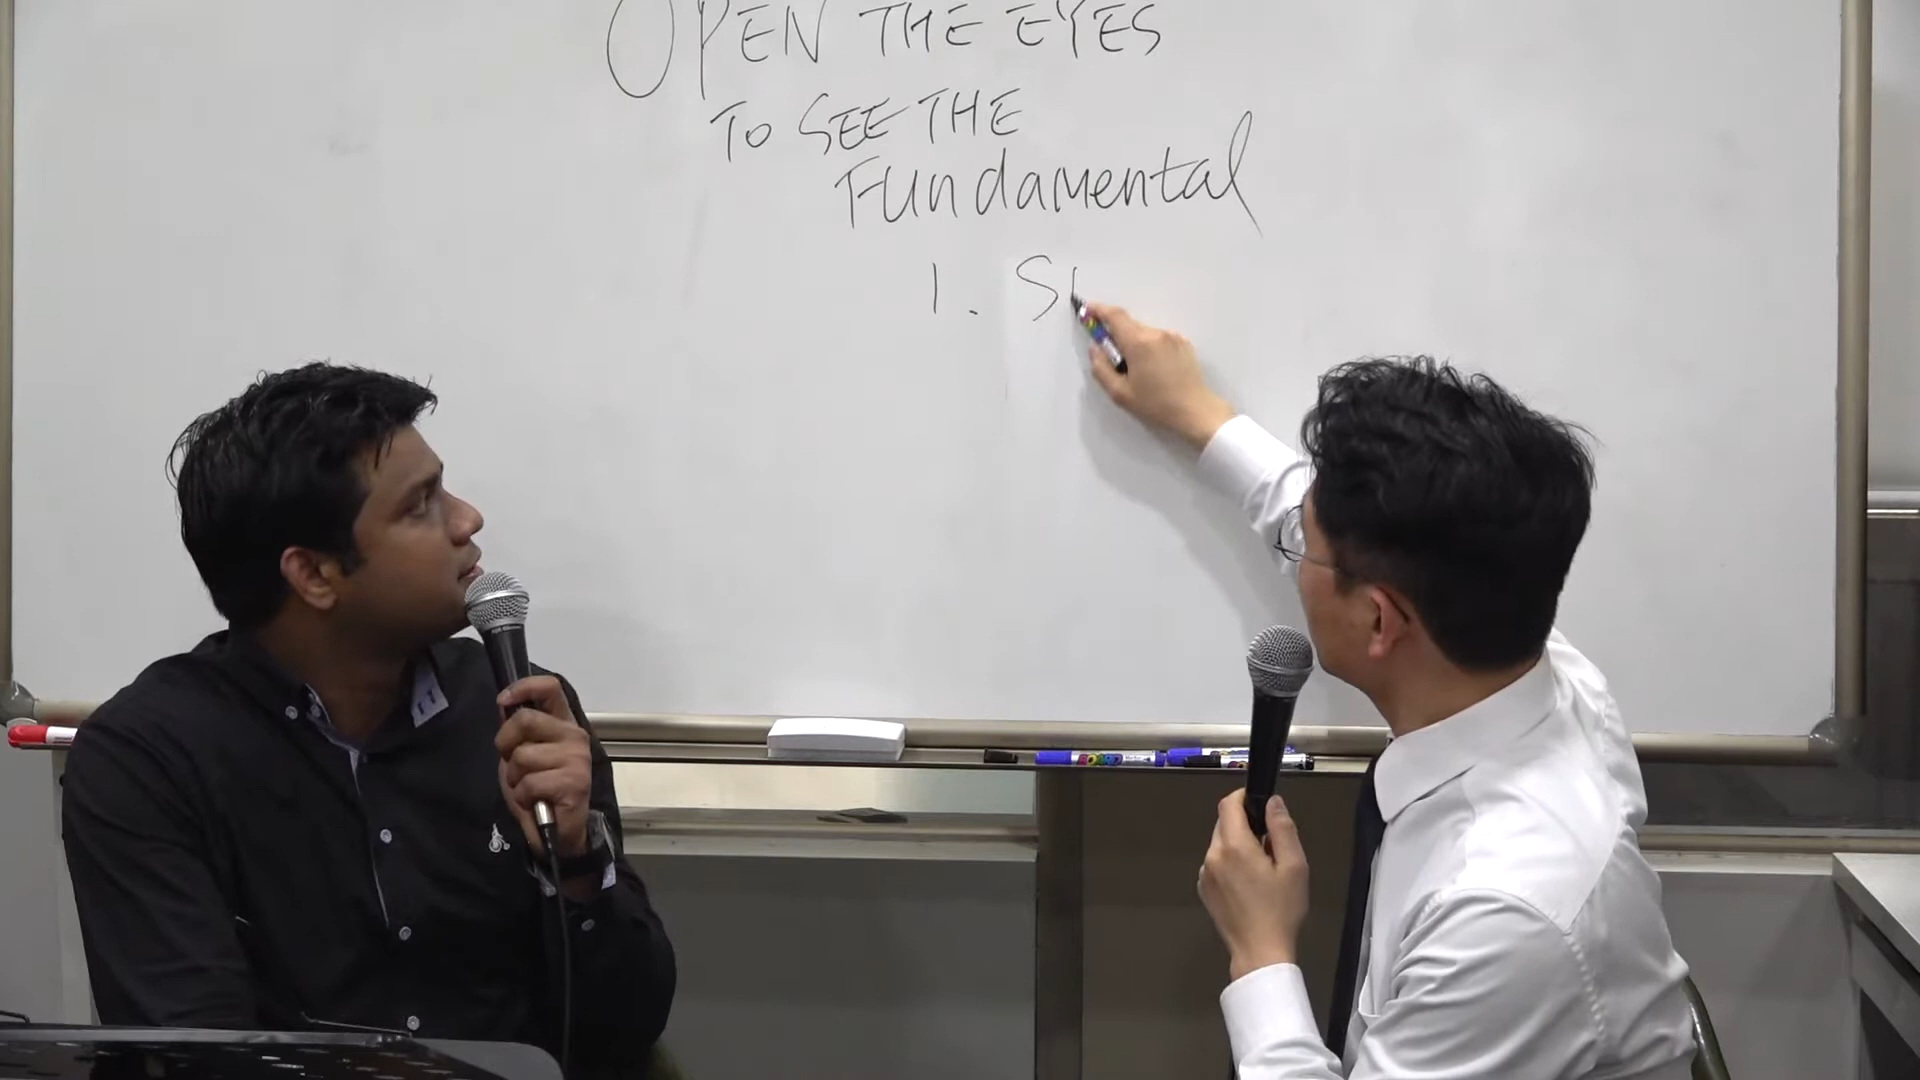 OPEN THE EYES
TO SEE THE
Fundamental
1. S